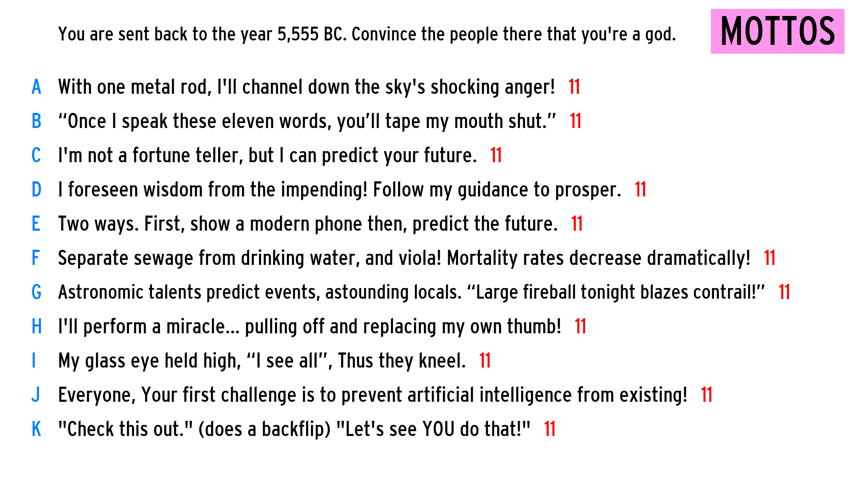 You are sent back to the year 5,555 BC. Convince the people there that you're a god.
MOTTOS
A With one metal rod, I'll channel down the sky's shocking anger! 11
B “Once I speak these eleven words, you’ll tape my mouth shut.” 11
C I'm not a fortune teller, but I can predict your future. 11
D I foreseen wisdom from the impending! Follow my guidance to prosper. 11
E Two ways. First, show a modern phone then, predict the future. 11
F Separate sewage from drinking water, and viola! Mortality rates decrease dramatically! 11
G Astronomic talents predict events, astounding locals. “Large fireball tonight blazes contrail!” 11
H I'll perform a miracle... pulling off and replacing my own thumb! 11
I My glass eye held high, “I see all”, Thus they kneel. 11
J Everyone, Your first challenge is to prevent artificial intelligence from existing! 11
K "Check this out." (does a backflip) "Let's see YOU do that!" 11